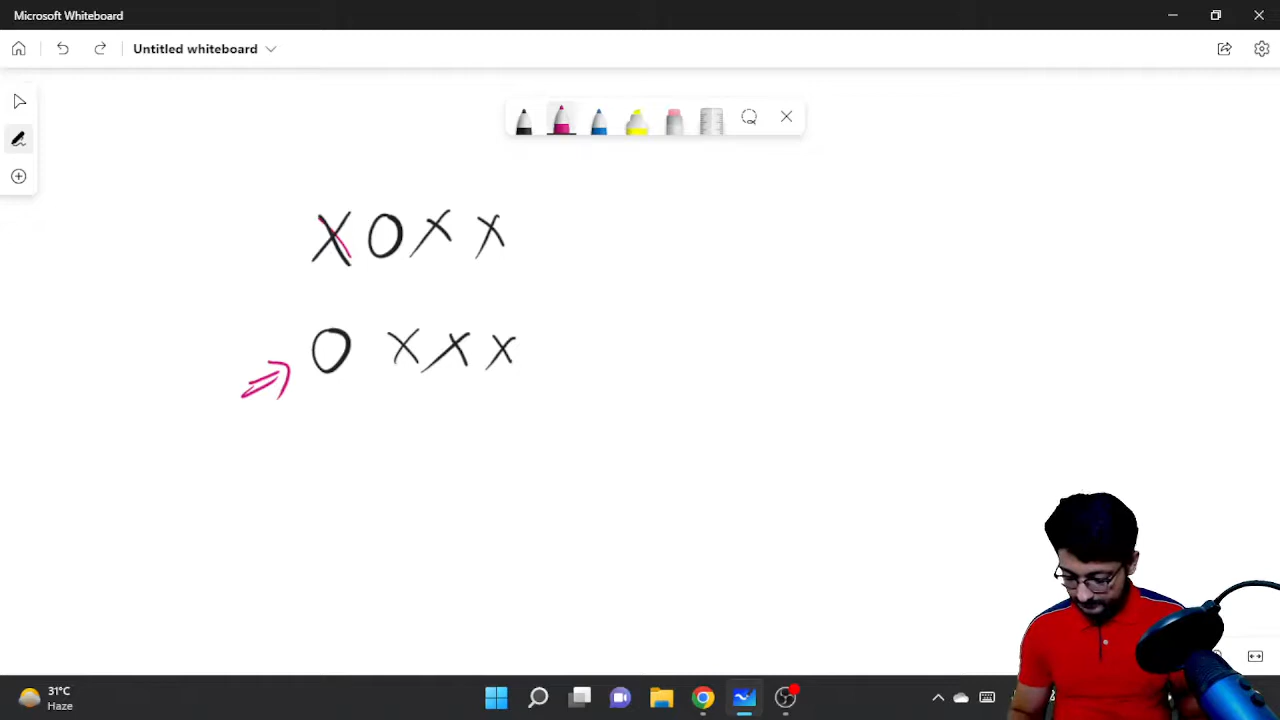 Microsoft Whiteboard
Untitled whiteboard
X O X X
O X X X
31°C
Haze